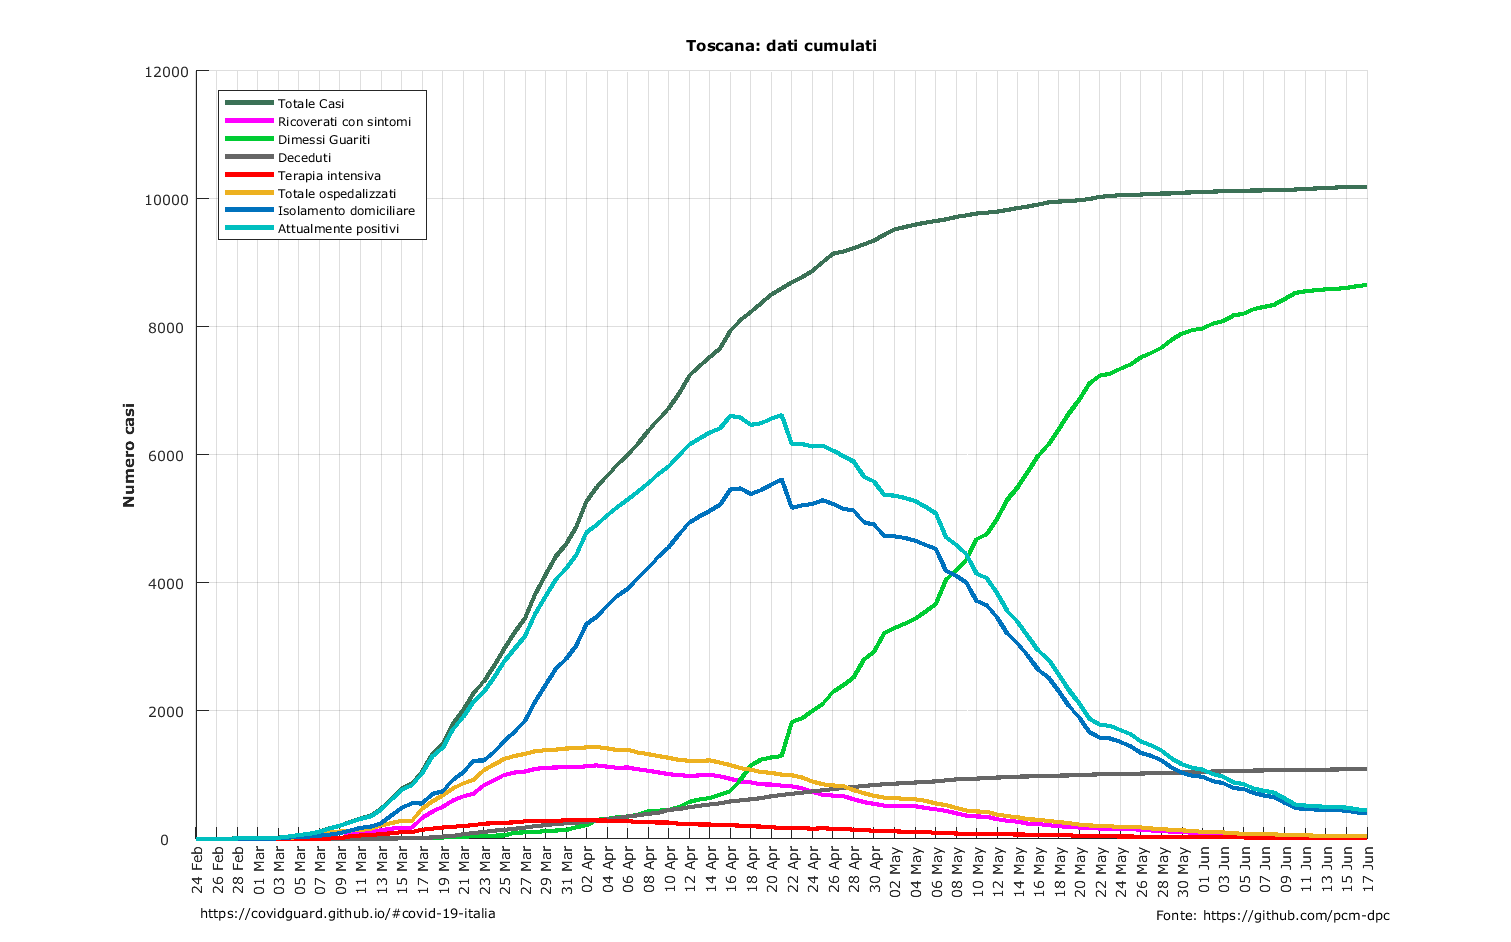 Toscana: dati cumulati
12000
10000
8000
6000
4000
2000
0
Numero casi
Totale Casi
Ricoverati con sintomi
Dimessi Guariti
Deceduti
Terapia intensiva
Totale ospedalizzati
Isolamento domiciliare
Attualmente positivi
24 Feb
26 Feb
28 Feb
01 Mar
03 Mar
05 Mar
07 Mar
09 Mar
11 Mar
13 Mar
15 Mar
17 Mar
19 Mar
21 Mar
23 Mar
25 Mar
27 Mar
29 Mar
31 Mar
02 Apr
04 Apr
06 Apr
08 Apr
10 Apr
12 Apr
14 Apr
16 Apr
18 Apr
20 Apr
22 Apr
24 Apr
26 Apr
28 Apr
30 Apr
02 May
04 May
06 May
08 May
10 May
12 May
14 May
16 May
18 May
20 May
22 May
24 May
26 May
28 May
30 May
01 Jun
03 Jun
05 Jun
07 Jun
09 Jun
11 Jun
13 Jun
15 Jun
17 Jun
https://covidguard.github.io/#covid-19-italia
Fonte: https://github.com/pcm-dpc